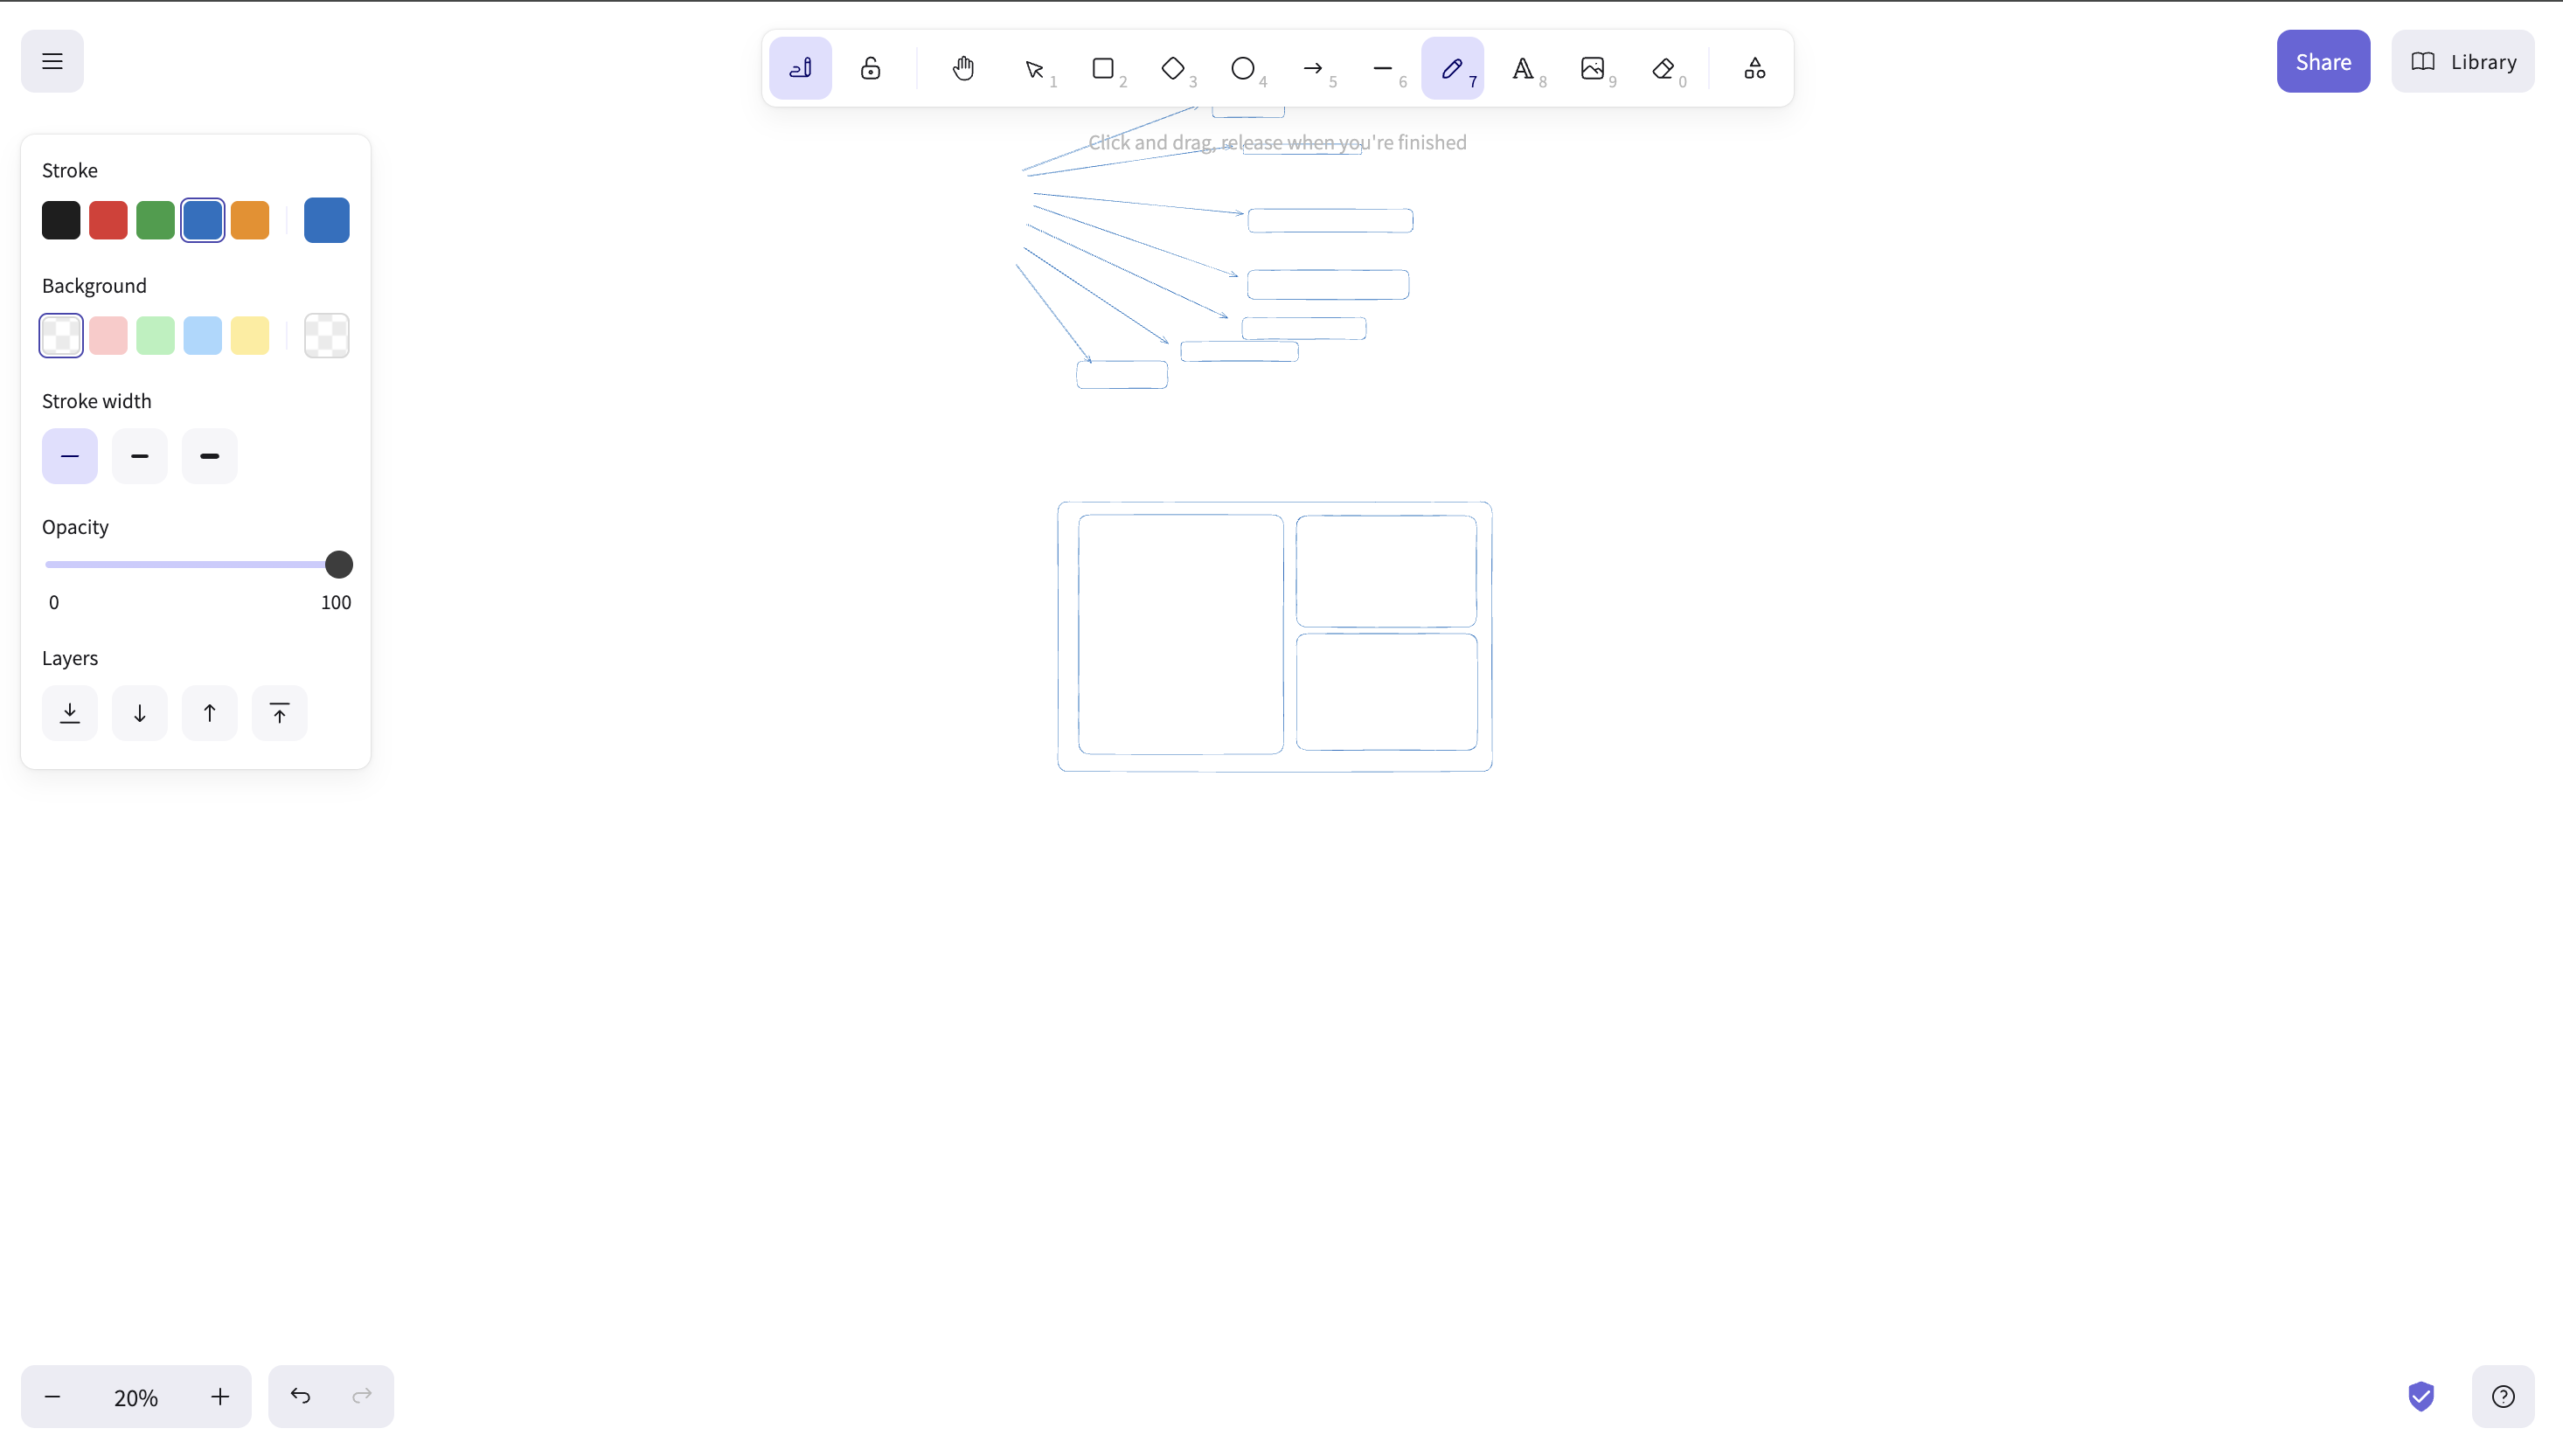 1 2 3 4 5 6 7 8 9 0
Share
Library
Click and drag, release when you're finished
Stroke
Background
Stroke width
Opacity
0 100
Layers
20%